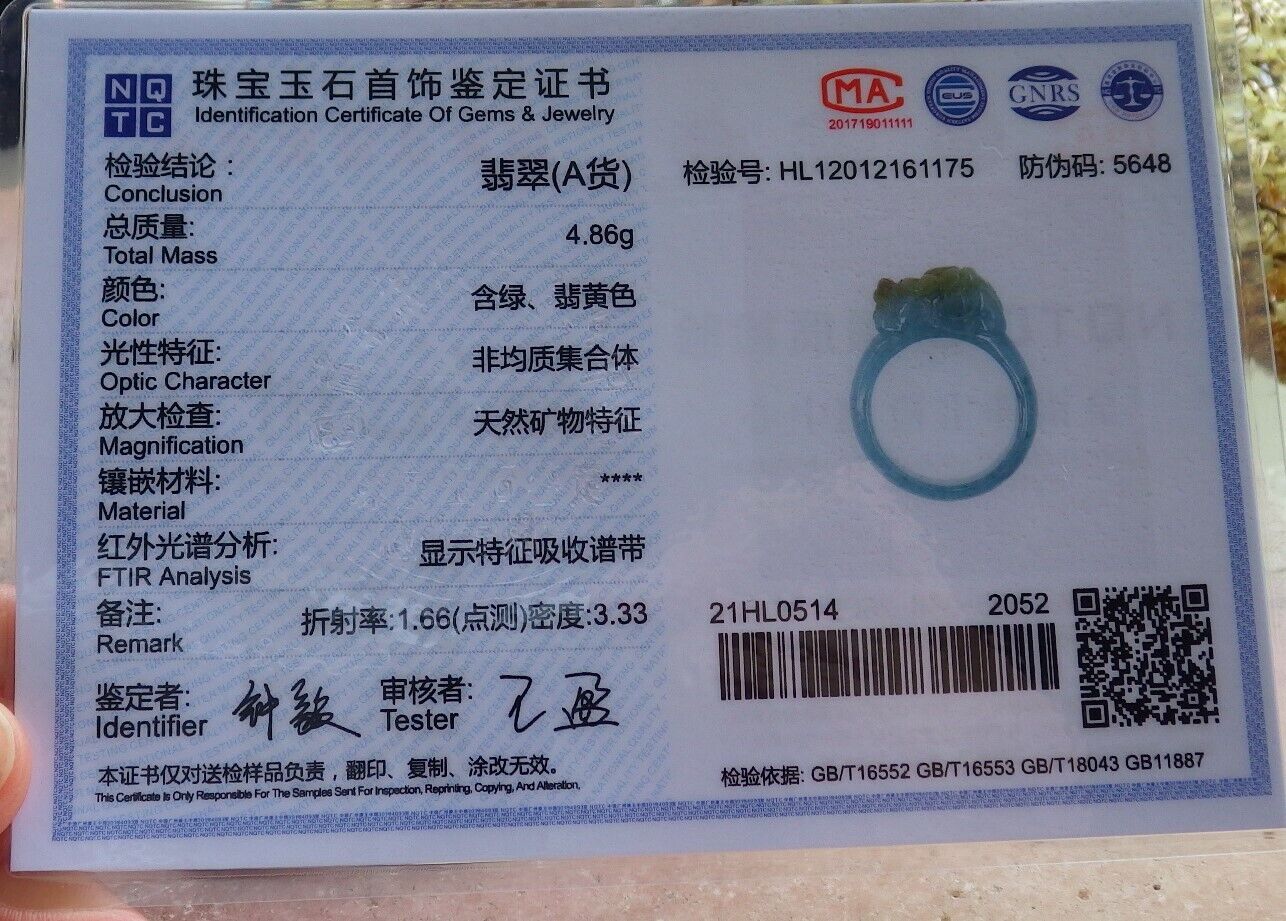 NQ
TC
珠宝玉石首饰鉴定证书
Identification Certificate Of Gems & Jewelry
MA
201719011111
EUS
GNRS
检验结论：
翡翠(A货)
Conclusion
总质量:
4.86g
Total Mass
颜色:
含绿、翡黄色
Color
光性特征:
非均质集合体
Optic Character
放大检查:
天然矿物特征
Magnification
镶嵌材料:
****
Material
红外光谱分析:
显示特征吸收谱带
FTIR Analysis
备注:
折射率:1.66(点测)密度:3.33
Remark
鉴定者:
Identifier
审核者:
Tester
本证书仅对送检样品负责，翻印、复制、涂改无效。
This Certificate Is Only Responsible For The Samples Sent For Inspection, Reprinting, Copying, And Alteration,
检验号: HL12012161175 防伪码: 5648
21HL0514 2052
检验依据: GB/T16552 GB/T16553 GB/T18043 GB11887